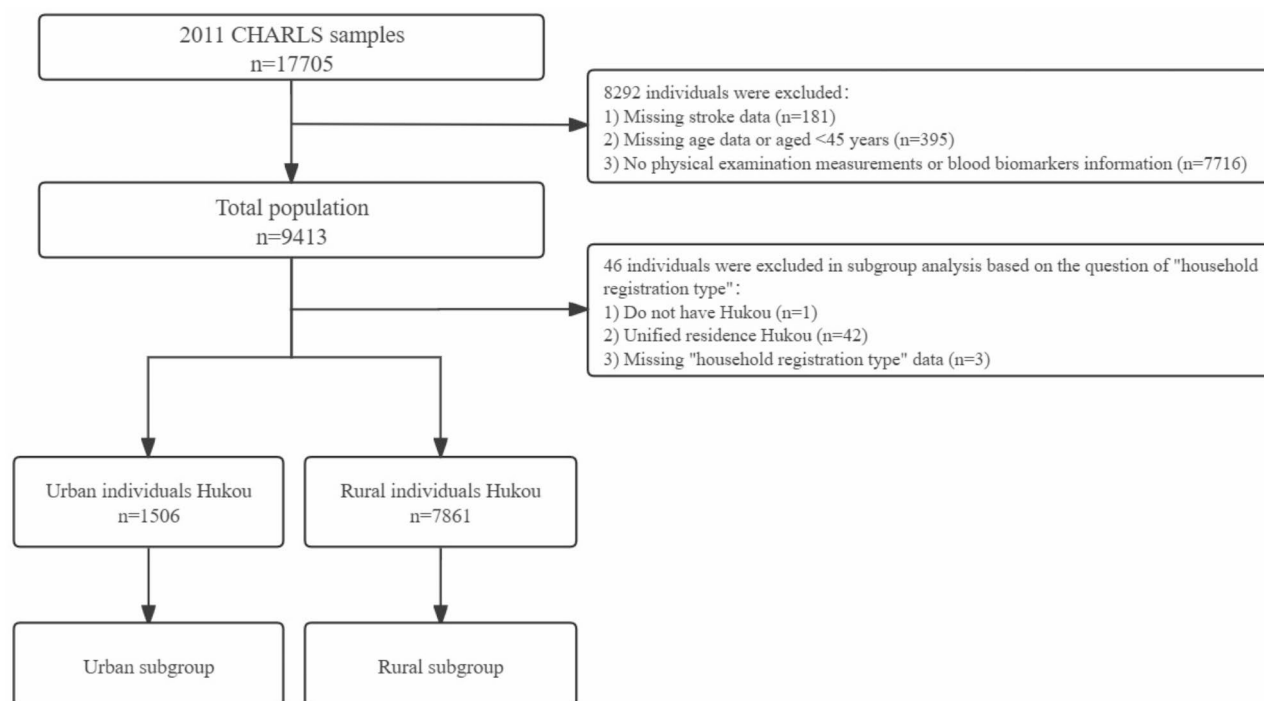 2011 CHARLS samples
n=17705
8292 individuals were excluded:
1) Missing stroke data (n=181)
2) Missing age data or aged <45 years (n=395)
3) No physical examination measurements or blood biomarkers information (n=7716)
Total population
n=9413
46 individuals were excluded in subgroup analysis based on the question of "household
registration type":
1) Do not have Hukou (n=1)
2) Unified residence Hukou (n=42)
3) Missing "household registration type" data (n=3)
Urban individuals Hukou
n=1506
Rural individuals Hukou
n=7861
Urban subgroup
Rural subgroup